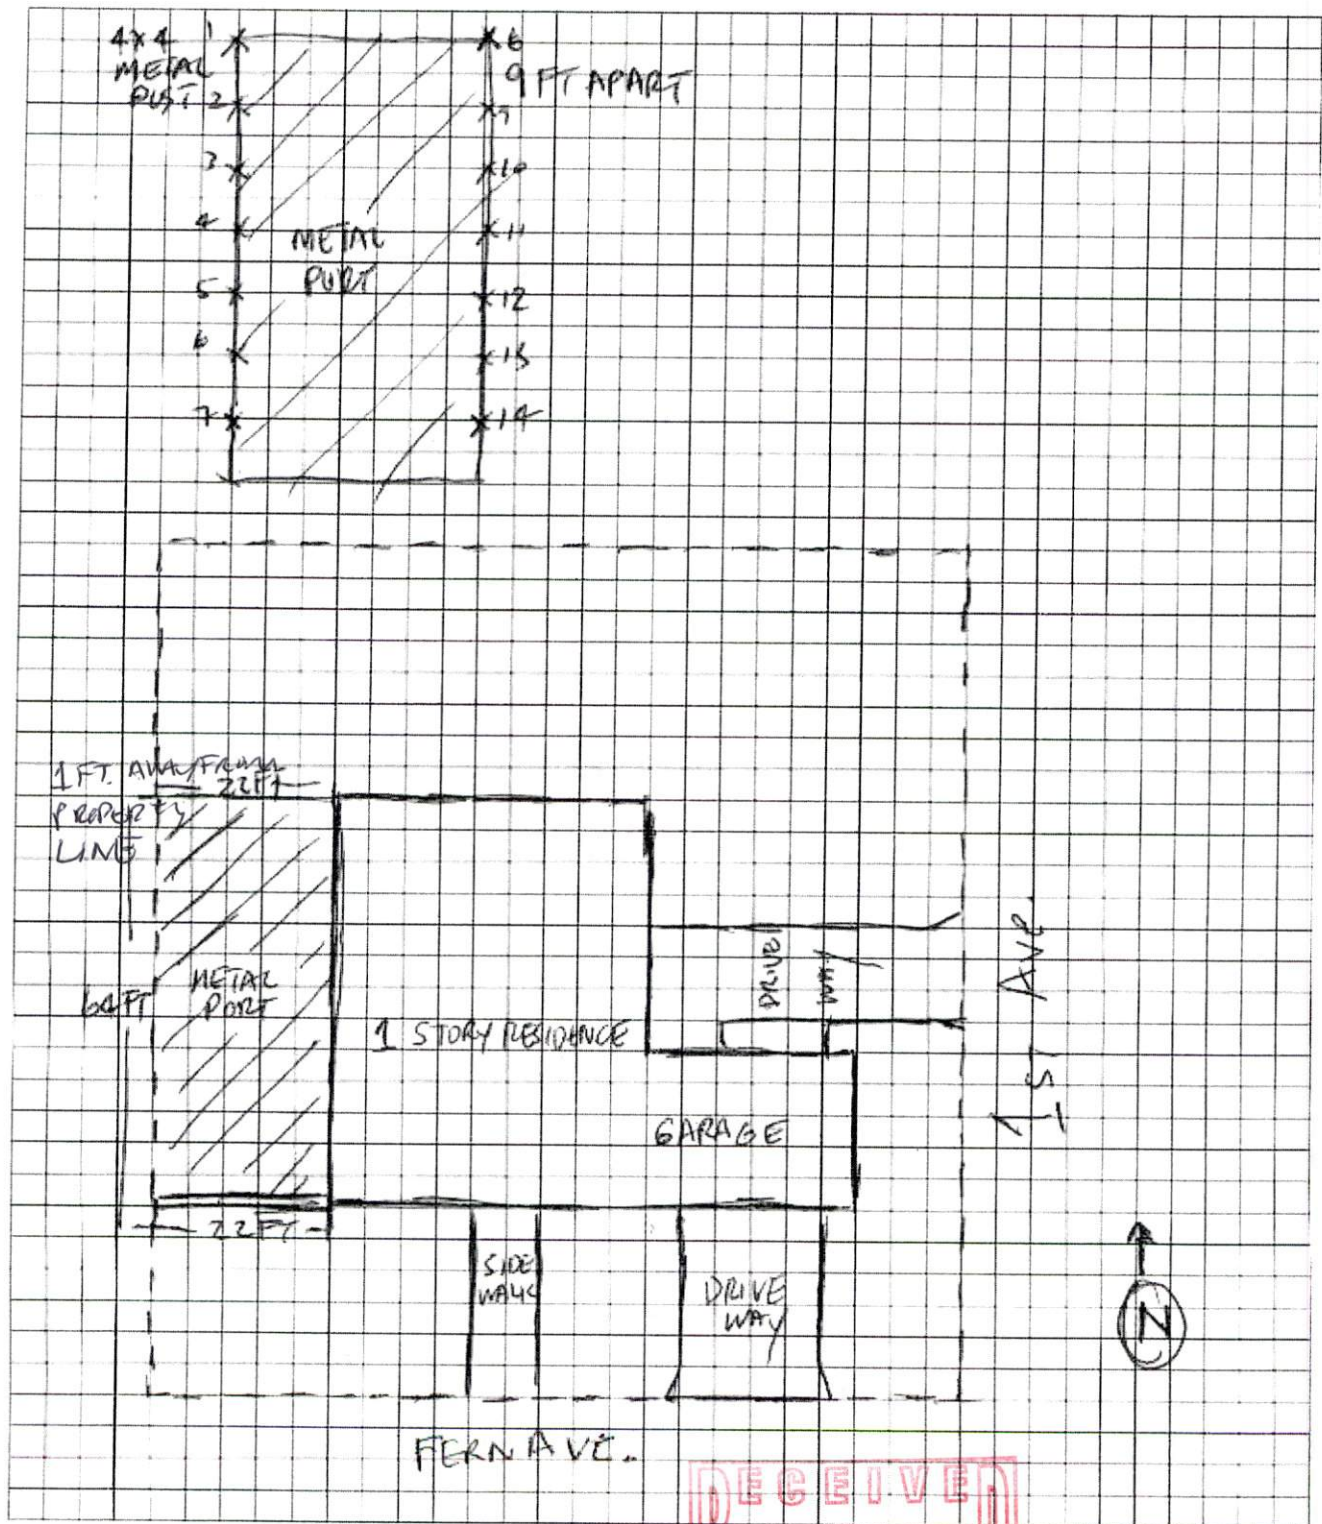 4x4 1
METAL
POST 2
3
4
5
6
7
6
9 FT APART
9
10
11
12
13
14
METAL
PORT
1 FT. AWAY FROM
22FT
PROPERTY
LINE
64FT
METAL
PORT
22FT
1 STORY RESIDENCE
GARAGE
DRIVE
WAY
SIDE
WALK
DRIVE
WAY
1ST AVE.
N
FERN AVE.
RECEIVED